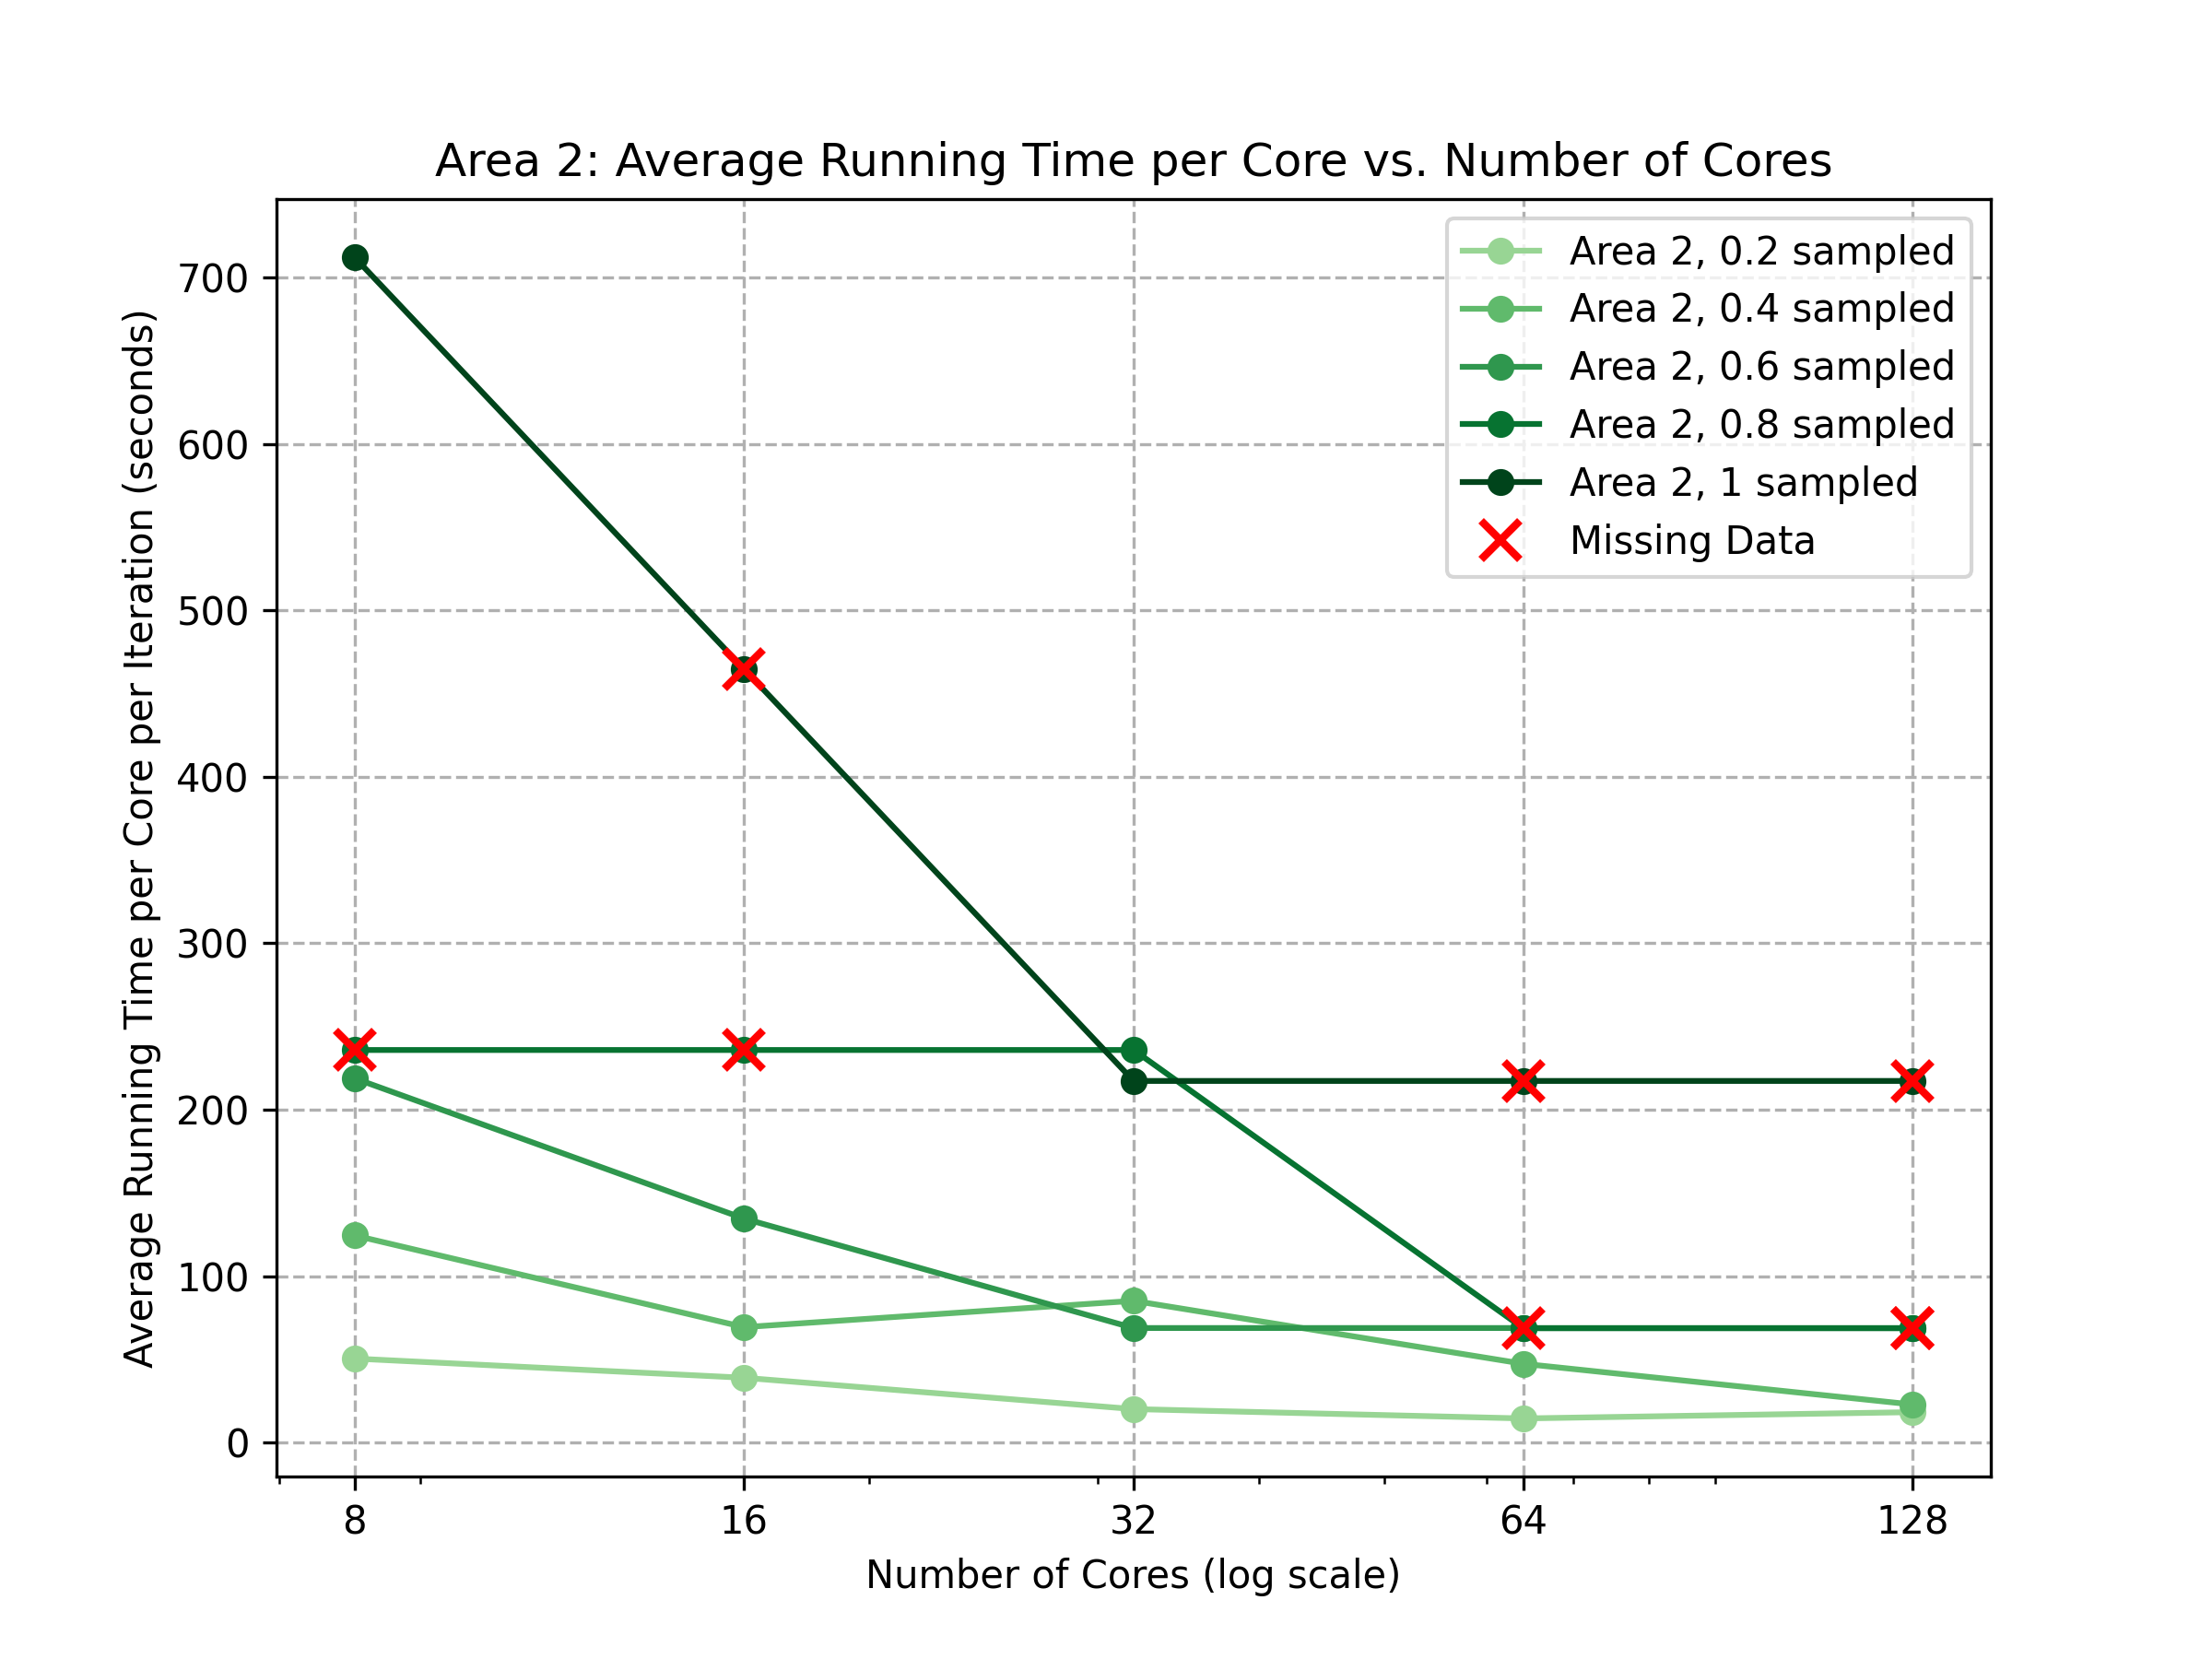 Area 2: Average Running Time per Core vs. Number of Cores
Average Running Time per Core per Iteration (seconds)
700
600
500
400
300
200
100
0
8
16
32
64
128
Number of Cores (log scale)
Area 2, 0.2 sampled
Area 2, 0.4 sampled
Area 2, 0.6 sampled
Area 2, 0.8 sampled
Area 2, 1 sampled
Missing Data